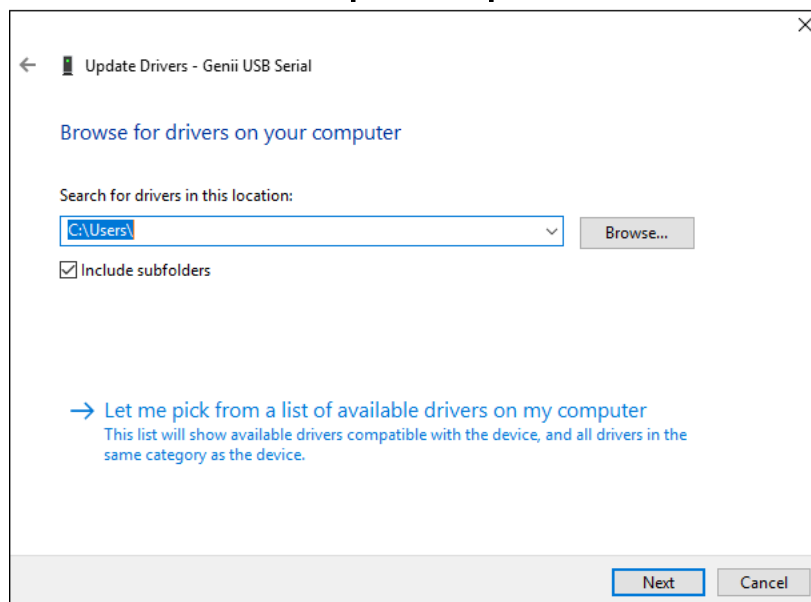 Update Drivers - Genii USB Serial
Browse for drivers on your computer
Search for drivers in this location:
C:\Users\
Browse...
Include subfolders
Let me pick from a list of available drivers on my computer
This list will show available drivers compatible with the device, and all drivers in the
same category as the device.
Next
Cancel